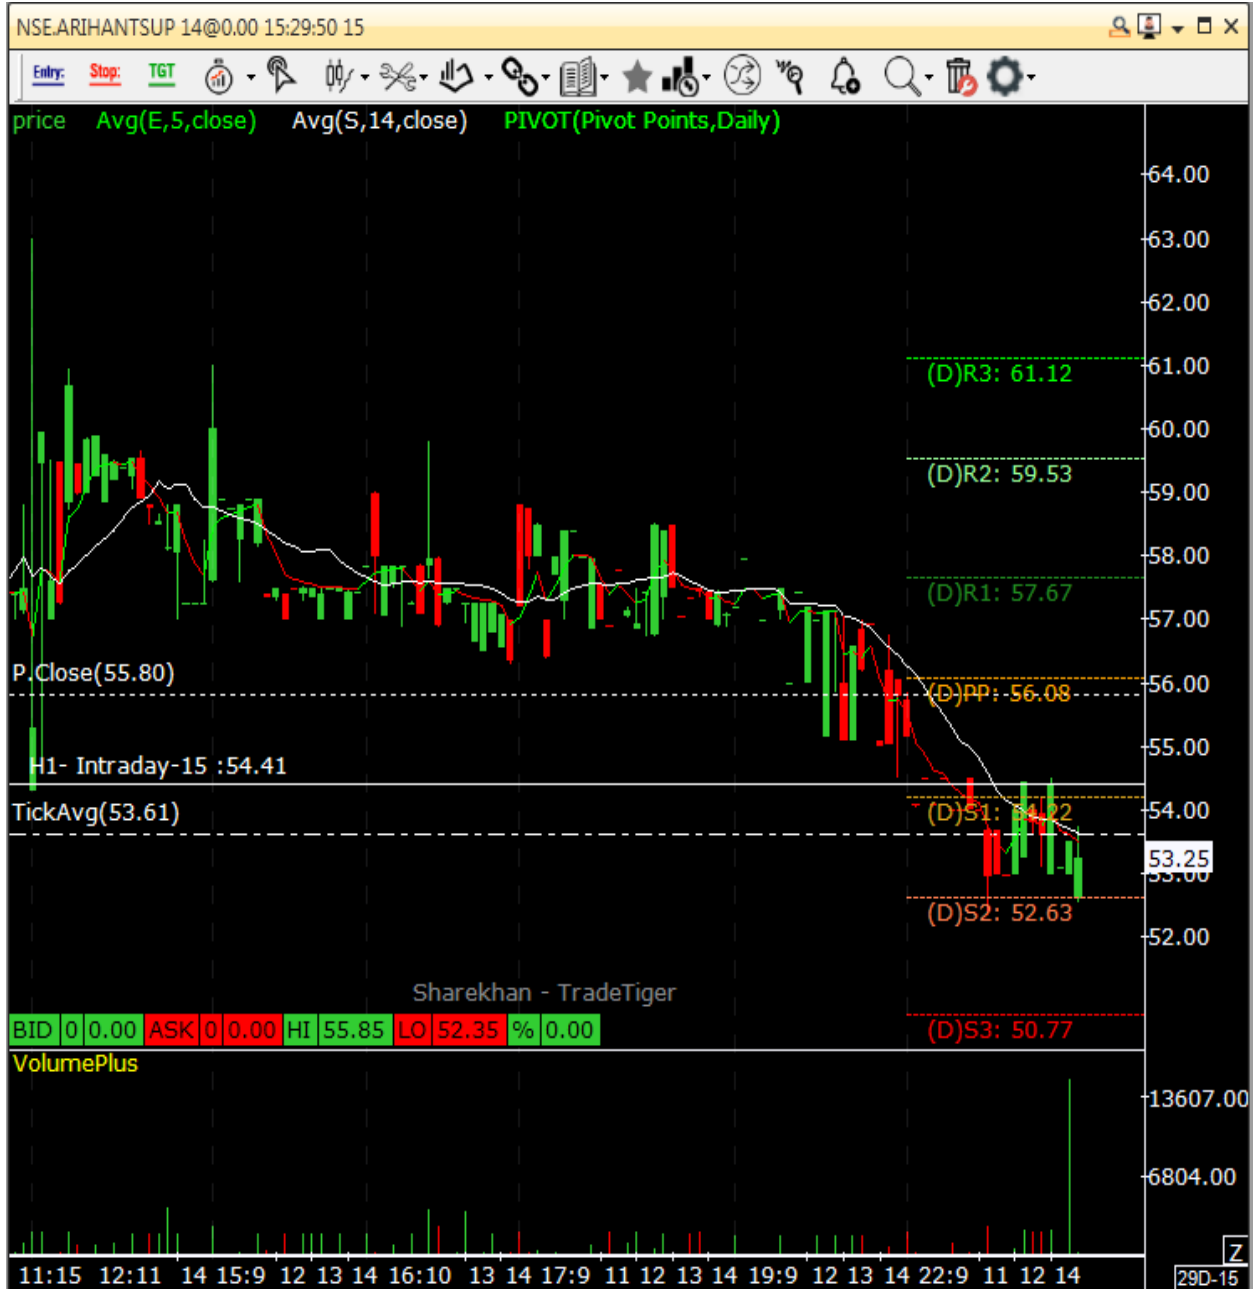 NSE.ARIHANTSUP 14@0.00 15:29:50 15
Entry: Stop: TGT
price Avg(E,5,close) Avg(S,14,close) PIVOT(Pivot Points,Daily)
64.00
63.00
62.00
61.00
(D)R3: 61.12
60.00
59.00
(D)R2: 59.53
58.00
(D)R1: 57.67
57.00
P.Close(55.80)
56.00
(D)PP: 56.08
55.00
H1- Intraday-15 :54.41
54.00
TickAvg(53.61)
(D)S1: 54.22
53.25
53.00
(D)S2: 52.63
52.00
Sharekhan - TradeTiger
BID 0 0.00 ASK 0 0.00 HI 55.85 LO 52.35 % 0.00
(D)S3: 50.77
VolumePlus
13607.00
6804.00
Z
11:15 12:11 14 15:9 12 13 14 16:10 13 14 17:9 11 12 13 14 19:9 12 13 14 22:9 11 12 14
29D-15